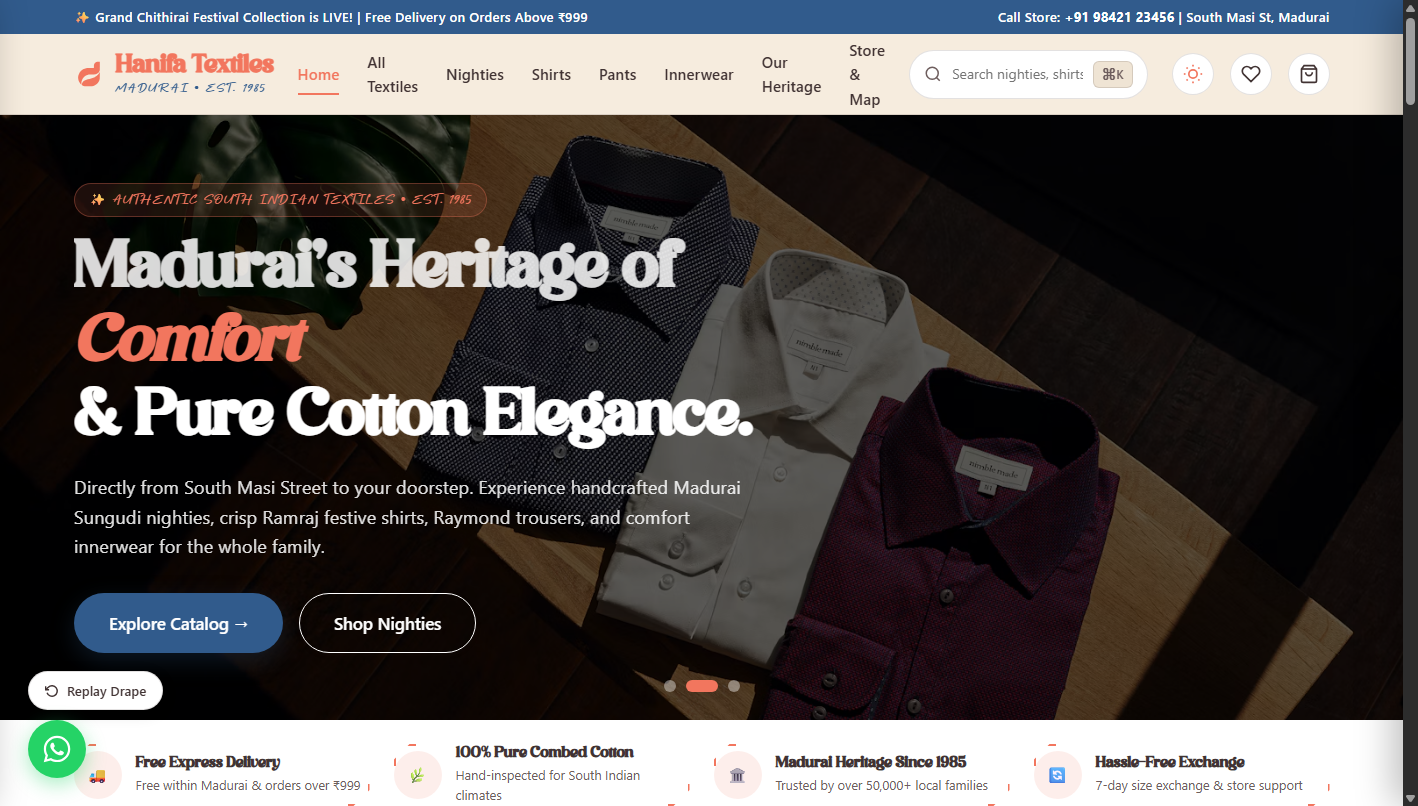 ✨ Grand Chithirai Festival Collection is LIVE! | Free Delivery on Orders Above ₹999
Call Store: +91 98421 23456 | South Masi St, Madurai
Hanifa Textiles
MADURAI • EST. 1985
Home
All
Textiles
Nighties
Shirts
Pants
Innerwear
Our
Heritage
Store
&
Map
Search nighties, shirts
⌘K
✨ AUTHENTIC SOUTH INDIAN TEXTILES • EST. 1985
Madurai's Heritage of
Comfort
& Pure Cotton Elegance.
Directly from South Masi Street to your doorstep. Experience handcrafted Madurai
Sungudi nighties, crisp Ramraj festive shirts, Raymond trousers, and comfort
innerwear for the whole family.
Explore Catalog →
Shop Nighties
nimble made
nimble made
nimble made
Replay Drape
Free Express Delivery
Free within Madurai & orders over ₹999
100% Pure Combed Cotton
Hand-inspected for South Indian
climates
Madurai Heritage Since 1985
Trusted by over 50,000+ local families
Hassle-Free Exchange
7-day size exchange & store support